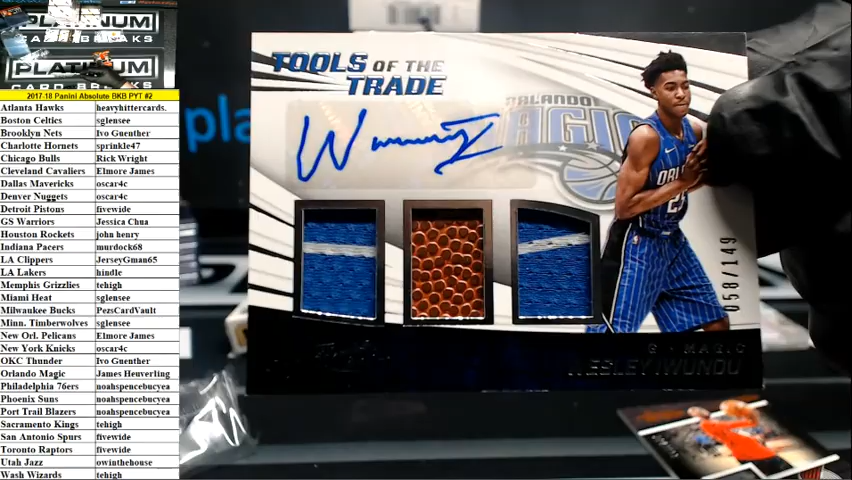 PLATINUM
CARD BREAKS
PLATINUM
CARD BREAKS
2017-18 Panini Absolute BKB PYT #2
Atlanta Hawks heavyhittercards.
Boston Celtics sglensee
Brooklyn Nets Ivo Guenther
Charlotte Hornets sprinkle47
Chicago Bulls Rick Wright
Cleveland Cavaliers Elmore James
Dallas Mavericks oscar4c
Denver Nuggets oscar4c
Detroit Pistons fivewide
GS Warriors Jessica Chua
Houston Rockets john henry
Indiana Pacers murdock68
LA Clippers JerseyGman65
LA Lakers hindle
Memphis Grizzlies tehigh
Miami Heat sglensee
Milwaukee Bucks PezsCardVault
Minn. Timberwolves sglensee
New Orl. Pelicans Elmore James
New York Knicks oscar4c
OKC Thunder Ivo Guenther
Orlando Magic James Heuverling
Philadelphia 76ers noahspencebucyea
Phoenix Suns noahspencebucyea
Port Trail Blazers noahspencebucyea
Sacramento Kings tehigh
San Antonio Spurs fivewide
Toronto Raptors fivewide
Utah Jazz owinthehouse
Wash Wizards tehigh
pla
TOOLS OF THE
TRADE
ORLANDO
MAGIC
058/149
G • MAGIC
WESLEY IWUNDU